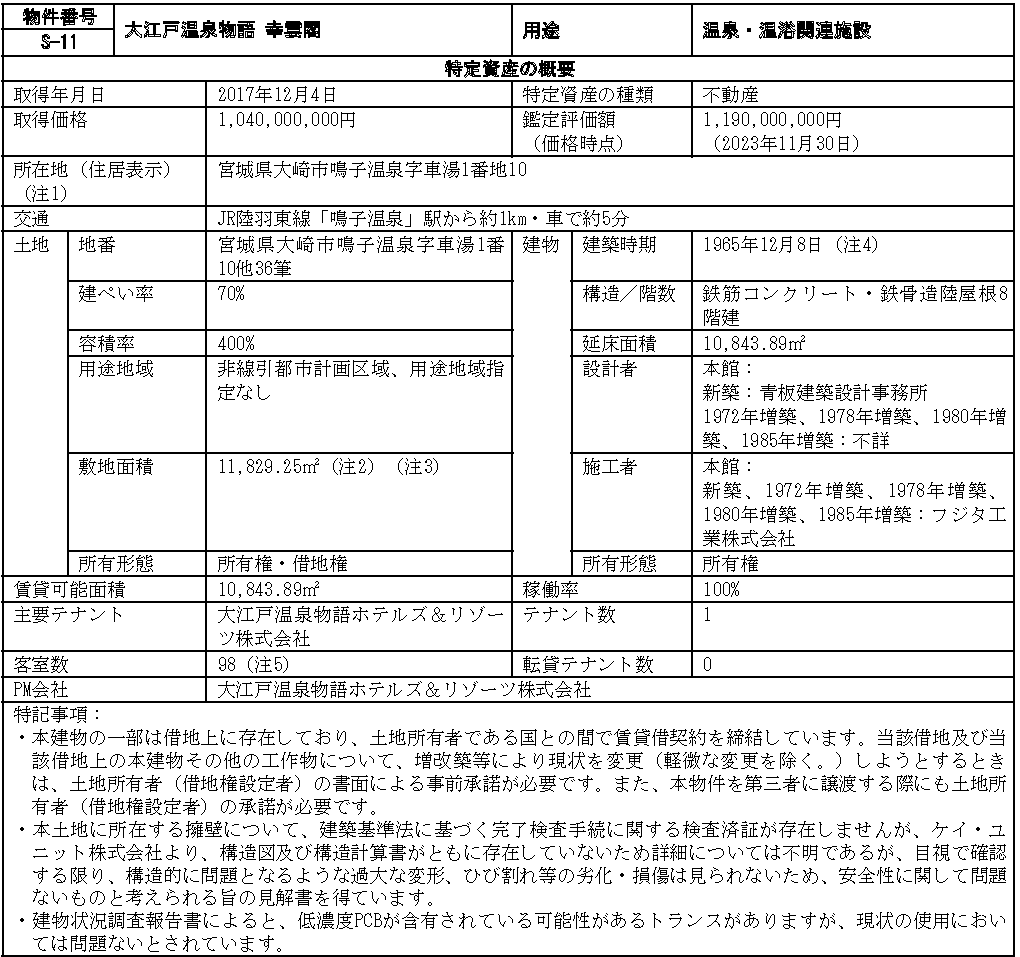 物件番号
S-11
大江戸温泉物語 幸雲閣
用途
温泉・温浴関連施設
特定資産の概要
取得年月日
2017年12月4日
特定資産の種類
不動産
取得価格
1,040,000,000円
鑑定評価額
（価格時点）
1,190,000,000円
（2023年11月30日）
所在地（住居表示）
（注1）
宮城県大崎市鳴子温泉字車湯1番地10
交通
JR陸羽東線「鳴子温泉」駅から約1km・車で約5分
土地
地番
宮城県大崎市鳴子温泉字車湯1番
10他36筆
建物
建築時期
1965年12月8日（注4）
建ぺい率
70%
構造／階数
鉄筋コンクリート・鉄骨造陸屋根8
階建
容積率
400%
延床面積
10,843.89㎡
用途地域
非線引都市計画区域、用途地域指
定なし
設計者
本館：
新築：青板建築設計事務所
1972年増築、1978年増築、1980年増
築、1985年増築：不詳
敷地面積
11,829.25㎡（注2）（注3）
施工者
本館：
新築、1972年増築、1978年増築、
1980年増築、1985年増築：フジタ工
業株式会社
所有形態
所有権・借地権
所有形態
所有権
賃貸可能面積
10,843.89㎡
稼働率
100%
主要テナント
大江戸温泉物語ホテルズ＆リゾー
ツ株式会社
テナント数
1
客室数
98（注5）
転貸テナント数
0
PM会社
大江戸温泉物語ホテルズ＆リゾーツ株式会社
特記事項：
・本建物の一部は借地上に存在しており、土地所有者である国との間で賃貸借契約を締結しています。当該借地及び当
該借地上の本建物その他の工作物について、増改築等により現状を変更（軽微な変更を除く。）しようとするとき
は、土地所有者（借地権設定者）の書面による事前承諾が必要です。また、本物件を第三者に譲渡する際にも土地所
有者（借地権設定者）の承諾が必要です。
・本土地に所在する擁壁について、建築基準法に基づく完了検査手続に関する検査済証が存在しませんが、ケイ・ユ
ニット株式会社より、構造図及び構造計算書がともに存在していないため詳細については不明であるが、目視で確認
する限り、構造的に問題となるような過大な変形、ひび割れ等の劣化・損傷は見られないため、安全性に関して問題
ないものと考えられる旨の見解書を得ています。
・建物状況調査報告書によると、低濃度PCBが含有されている可能性があるトランスがありますが、現状の使用におい
ては問題ないとされています。